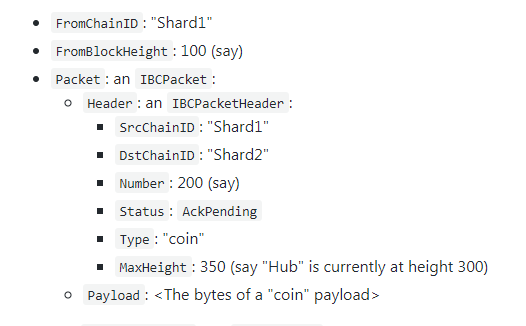 FromChainID : "Shard1"
FromBlockHeight : 100 (say)
Packet : an IBCPacket :
Header : an IBCPacketHeader :
SrcChainID : "Shard1"
DstChainID : "Shard2"
Number : 200 (say)
Status : AckPending
Type : "coin"
MaxHeight : 350 (say "Hub" is currently at height 300)
Payload : <The bytes of a "coin" payload>